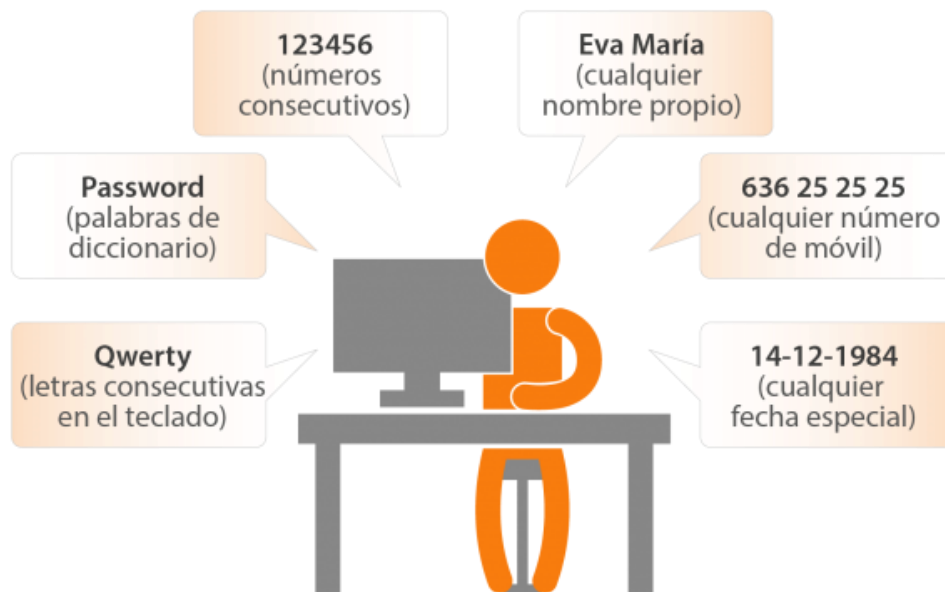 123456
(números
consecutivos)
Eva María
(cualquier
nombre propio)
Password
(palabras de
diccionario)
636 25 25 25
(cualquier número
de móvil)
Qwerty
(letras consecutivas
en el teclado)
14-12-1984
(cualquier
fecha especial)